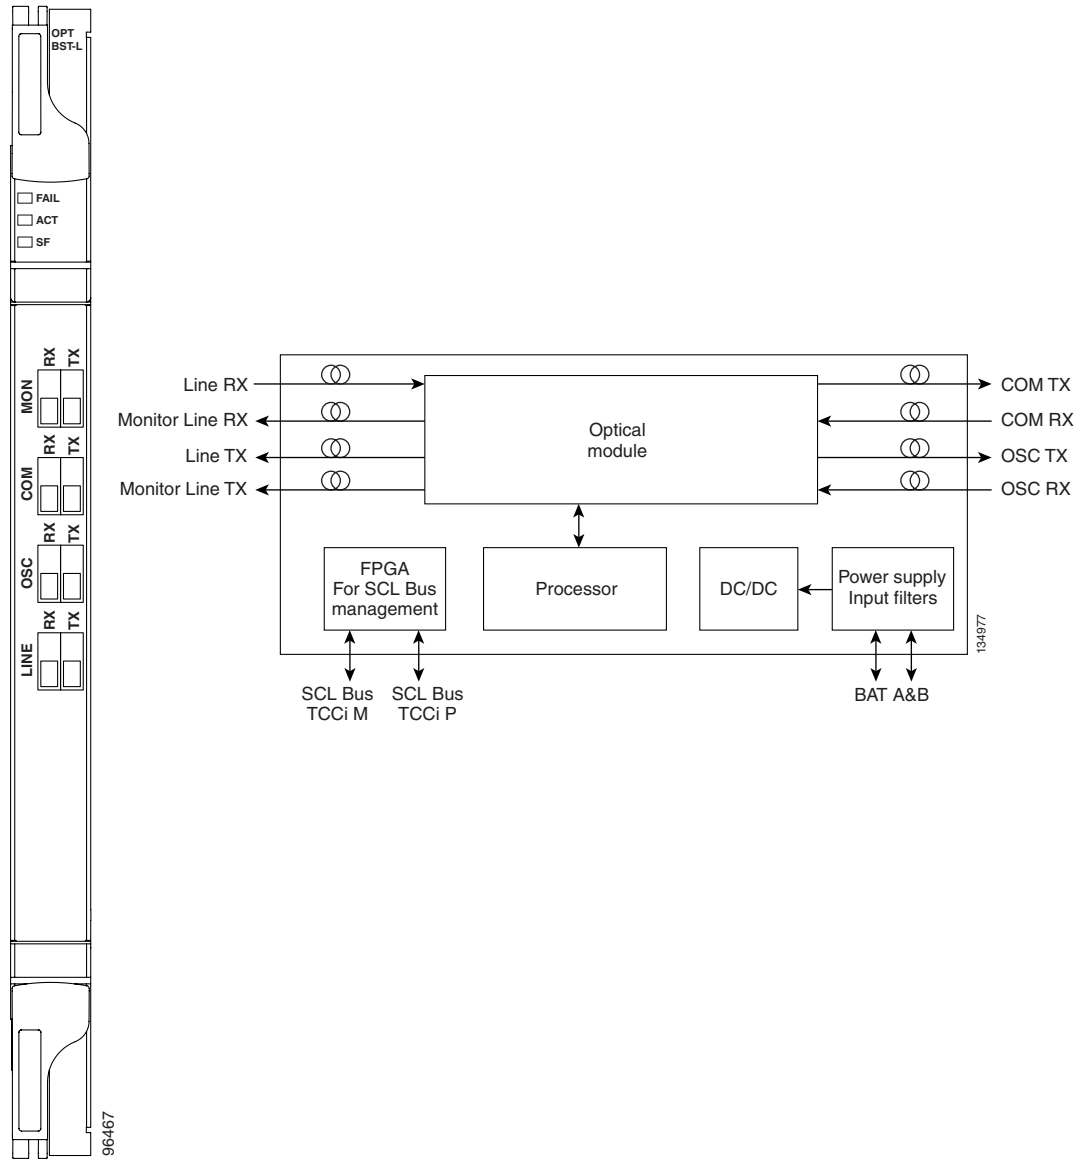 OPT
BST-L
FAIL
ACT
SF
MON
RX
TX
COM
RX
TX
OSC
RX
TX
LINE
RX
TX
96467
Line RX
Monitor Line RX
Line TX
Monitor Line TX
Optical
module
COM TX
COM RX
OSC TX
OSC RX
FPGA
For SCL Bus
management
Processor
DC/DC
Power supply
Input filters
134977
SCL Bus
TCCi M
SCL Bus
TCCi P
BAT A&B